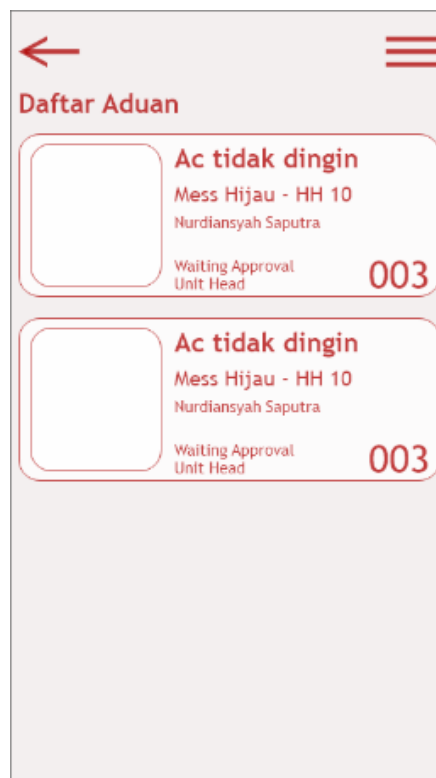 Daftar Aduan
Ac tidak dingin
Mess Hijau - HH 10
Nurdiansyah Saputra
Waiting Approval
Unit Head
003
Ac tidak dingin
Mess Hijau - HH 10
Nurdiansyah Saputra
Waiting Approval
Unit Head
003